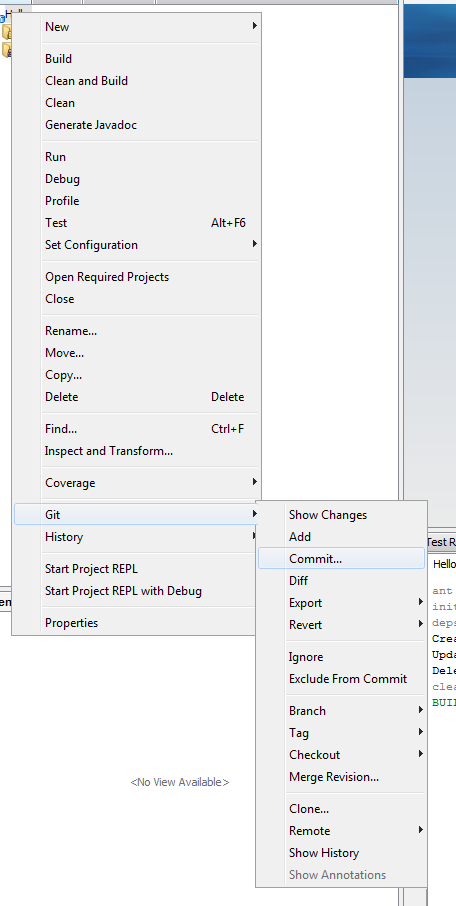 New
Build
Clean and Build
Clean
Generate Javadoc
Run
Debug
Profile
Test Alt+F6
Set Configuration
Open Required Projects
Close
Rename...
Move...
Copy...
Delete Delete
Find... Ctrl+F
Inspect and Transform...
Coverage
Git
History
Start Project REPL
Start Project REPL with Debug
Properties
Show Changes
Add
Commit...
Diff
Export
Revert
Ignore
Exclude From Commit
Branch
Tag
Checkout
Merge Revision...
Clone...
Remote
Show History
Show Annotations
<No View Available>
Test R
Hello
ant
init
deps
Crea
Upda
Dele
clea
BUI